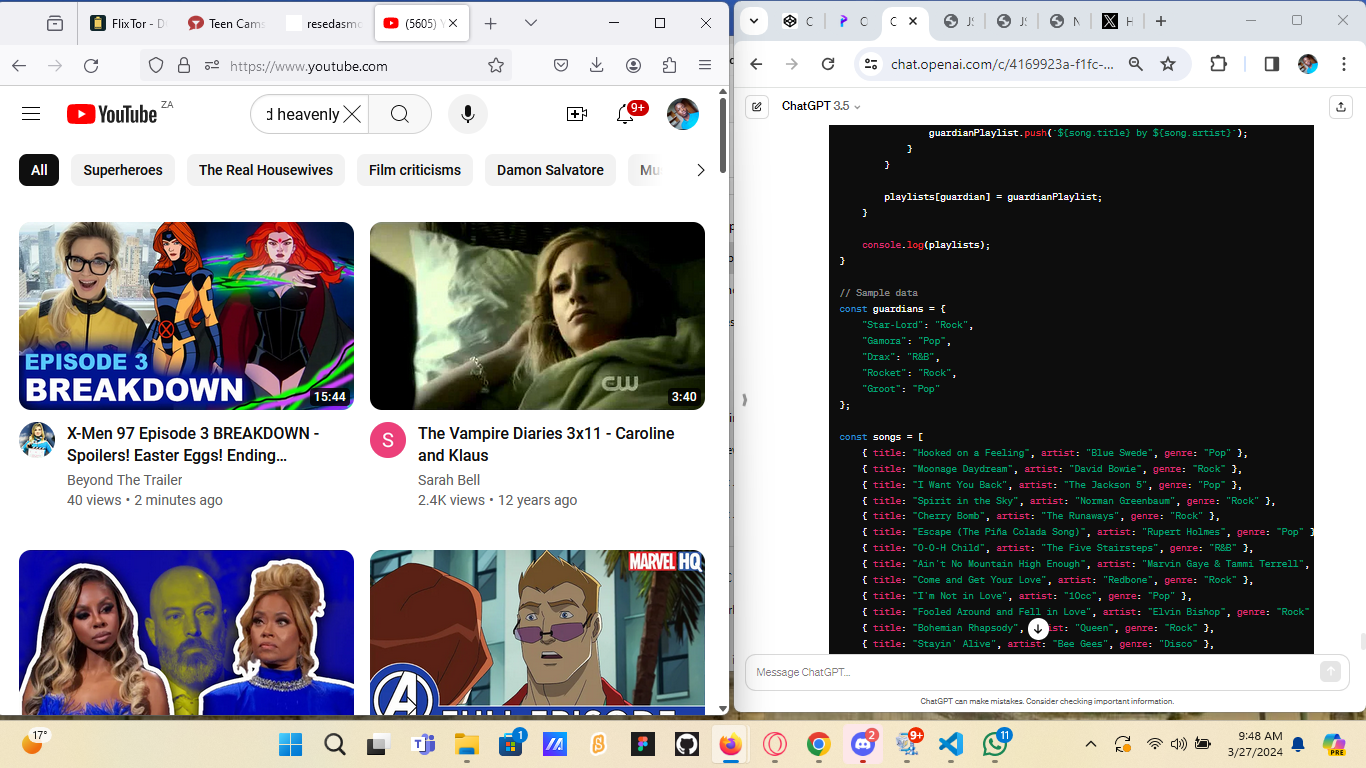 FlixTor - D
Teen Cams
resedasmo
(5605) Y
https://www.youtube.com
YouTube ZA
d heavenly
9+
All
Superheroes
The Real Housewives
Film criticisms
Damon Salvatore
Mu
EPISODE 3
BREAKDOWN
15:44
CW
3:40
X-Men 97 Episode 3 BREAKDOWN -
Spoilers! Easter Eggs! Ending...
Beyond The Trailer
40 views • 2 minutes ago
S
The Vampire Diaries 3x11 - Caroline
and Klaus
Sarah Bell
2.4K views • 12 years ago
MARVEL HQ
A
FULL EPISODE
C
C
C
JS
JS
N
H
chat.openai.com/c/4169923a-f1fc-...
ChatGPT 3.5
guardianPlaylist.push(`${song.title} by ${song.artist}`);
}
}
playlists[guardian] = guardianPlaylist;
}
console.log(playlists);
}
// Sample data
const guardians = {
"Star-Lord": "Rock",
"Gamora": "Pop",
"Drax": "R&B",
"Rocket": "Rock",
"Groot": "Pop"
};
const songs = [
{ title: "Hooked on a Feeling", artist: "Blue Swede", genre: "Pop" },
{ title: "Moonage Daydream", artist: "David Bowie", genre: "Rock" },
{ title: "I Want You Back", artist: "The Jackson 5", genre: "Pop" },
{ title: "Spirit in the Sky", artist: "Norman Greenbaum", genre: "Rock" },
{ title: "Cherry Bomb", artist: "The Runaways", genre: "Rock" },
{ title: "Escape (The Piña Colada Song)", artist: "Rupert Holmes", genre: "Pop" }
{ title: "O-O-H Child", artist: "The Five Stairsteps", genre: "R&B" },
{ title: "Ain't No Mountain High Enough", artist: "Marvin Gaye & Tammi Terrell",
{ title: "Come and Get Your Love", artist: "Redbone", genre: "Rock" },
{ title: "I'm Not in Love", artist: "10cc", genre: "Pop" },
{ title: "Fooled Around and Fell in Love", artist: "Elvin Bishop", genre: "Rock"
{ title: "Bohemian Rhapsody", ist: "Queen", genre: "Rock" },
{ title: "Stayin' Alive", artist: "Bee Gees", genre: "Disco" },
Message ChatGPT...
ChatGPT can make mistakes. Consider checking important information.
17°
1
2
9+
11
9:48 AM
3/27/2024
PRE